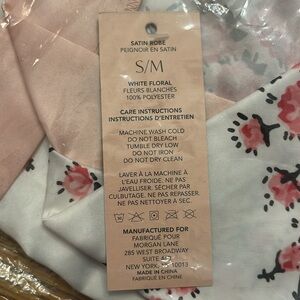 SATIN ROBE
PEIGNOIR EN SATIN
S/M
WHITE FLORAL
FLEURS BLANCHES
100% POLYESTER
CARE INSTRUCTIONS
INSTRUCTIONS D'ENTRETIEN
MACHINE WASH COLD
DO NOT BLEACH
TUMBLE DRY LOW
DO NOT IRON
DO NOT DRY CLEAN
LAVER À LA MACHINE À
L'EAU FROIDE. NE PAS
JAVELLISER. SÉCHER PAR
CULBUTAGE. NE PAS REPASSER.
NE PAS NETTOYER À SEC.
MANUFACTURED FOR
FABRIQUÉ POUR
MORGAN LANE
285 WEST BROADWAY
SUITE
NEW YORK, 10013
MADE IN CHINA
FABRIQUÉ EN CHINE